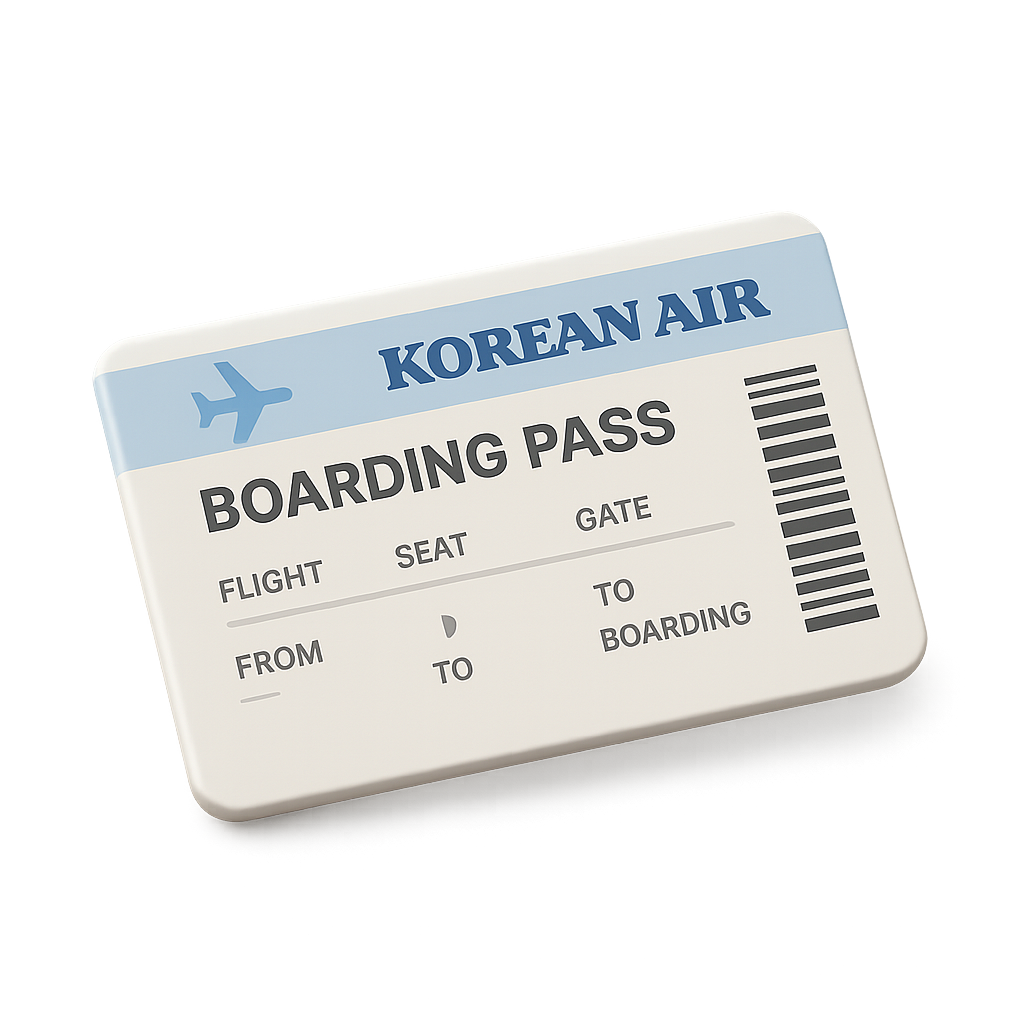 KOREAN AIR
BOARDING PASS
FLIGHT SEAT GATE
FROM TO TO
BOARDING